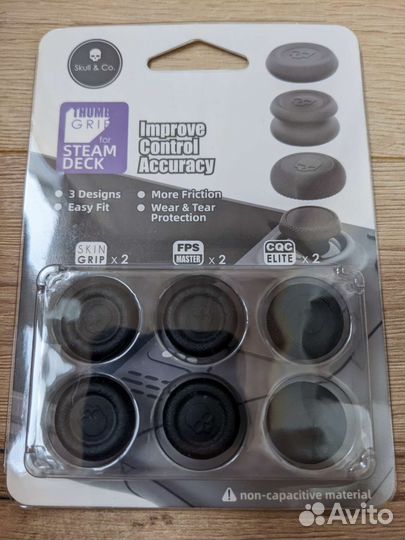 Skull & Co.
THUMB
GRIP
for
STEAM
DECK
Improve
Control
Accuracy
3 Designs
Easy Fit
More Friction
Wear & Tear
Protection
SKIN
GRIP x 2
FPS
MASTER x 2
CQC
ELITE x 2
non-capacitive material
Avito